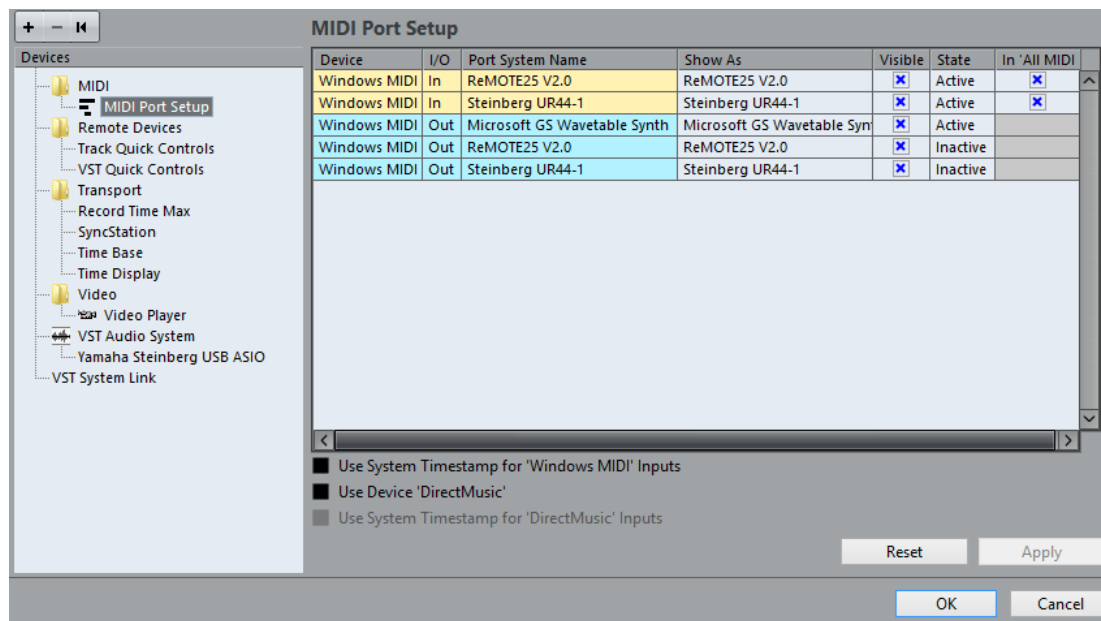 MIDI Port Setup
Devices
MIDI
MIDI Port Setup
Remote Devices
Track Quick Controls
VST Quick Controls
Transport
Record Time Max
SyncStation
Time Base
Time Display
Video
Video Player
VST Audio System
Yamaha Steinberg USB ASIO
VST System Link
Device I/O Port System Name Show As Visible State In 'All MIDI
Windows MIDI In ReMOTE25 V2.0 ReMOTE25 V2.0 Active
Windows MIDI In Steinberg UR44-1 Steinberg UR44-1 Active
Windows MIDI Out Microsoft GS Wavetable Synth Microsoft GS Wavetable Syn Active
Windows MIDI Out ReMOTE25 V2.0 ReMOTE25 V2.0 Inactive
Windows MIDI Out Steinberg UR44-1 Steinberg UR44-1 Inactive
Use System Timestamp for 'Windows MIDI' Inputs
Use Device 'DirectMusic'
Use System Timestamp for 'DirectMusic' Inputs
Reset Apply
OK Cancel